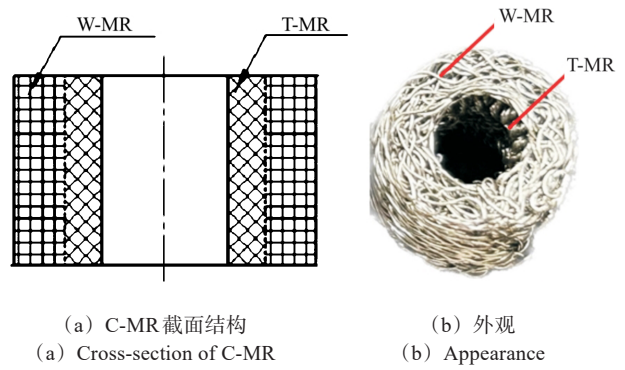 W-MR
T-MR
W-MR
T-MR
（a）C-MR截面结构
（a）Cross-section of C-MR
（b）外观
（b）Appearance